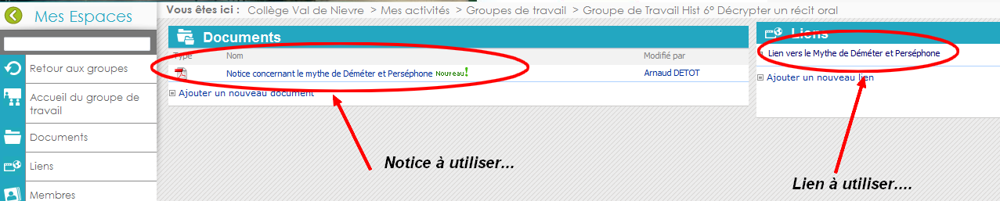 Mes Espaces
Vous êtes ici : Collège Val de Nievre > Mes activités > Groupes de travail > Groupe de Travail Hist 6° Décrypter un récit oral
Retour aux groupes
Accueil du groupe de
travail
Documents
Liens
Membres
Documents
Type Nom Modifié par
Notice concernant le mythe de Déméter et Perséphone Nouveau! Arnaud DETOT
Ajouter un nouveau document
Notice à utiliser...
Liens
Lien vers le Mythe de Déméter et Perséphone
Ajouter un nouveau lien
Lien à utiliser....